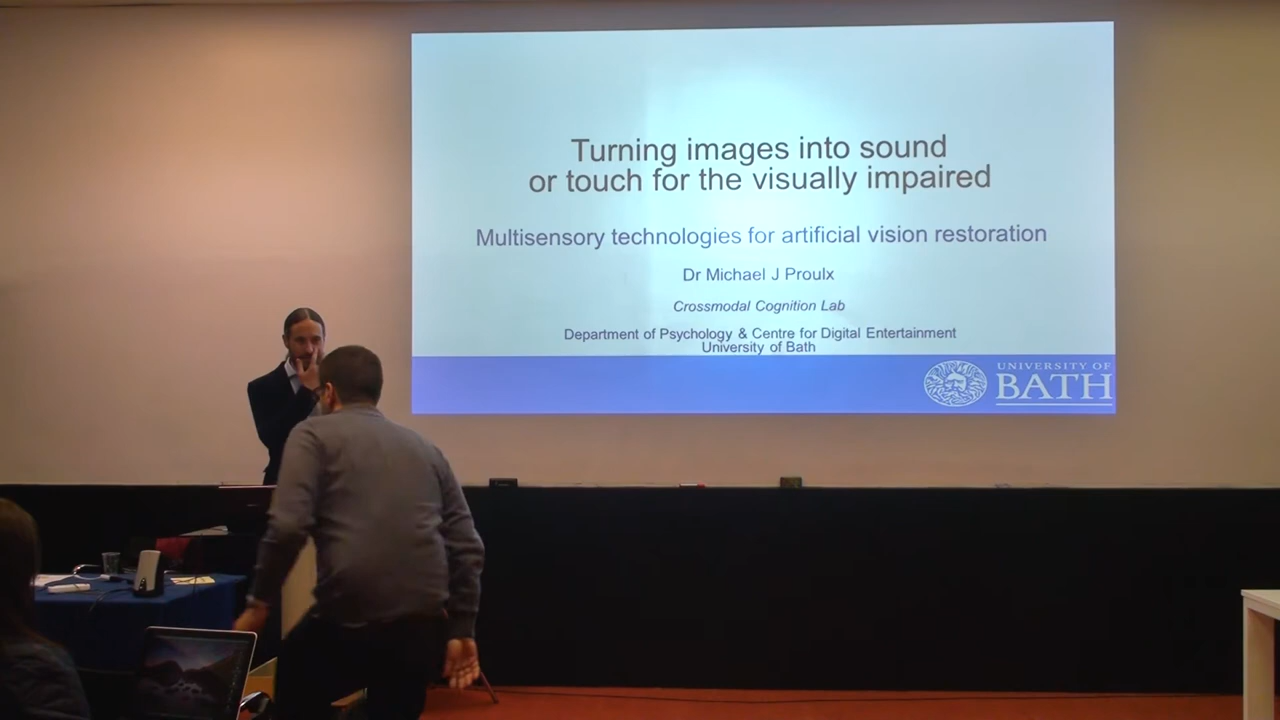 Turning images into sound
or touch for the visually impaired
Multisensory technologies for artificial vision restoration
Dr Michael J Proulx
Crossmodal Cognition Lab
Department of Psychology & Centre for Digital Entertainment
University of Bath
UNIVERSITY OF
BATH